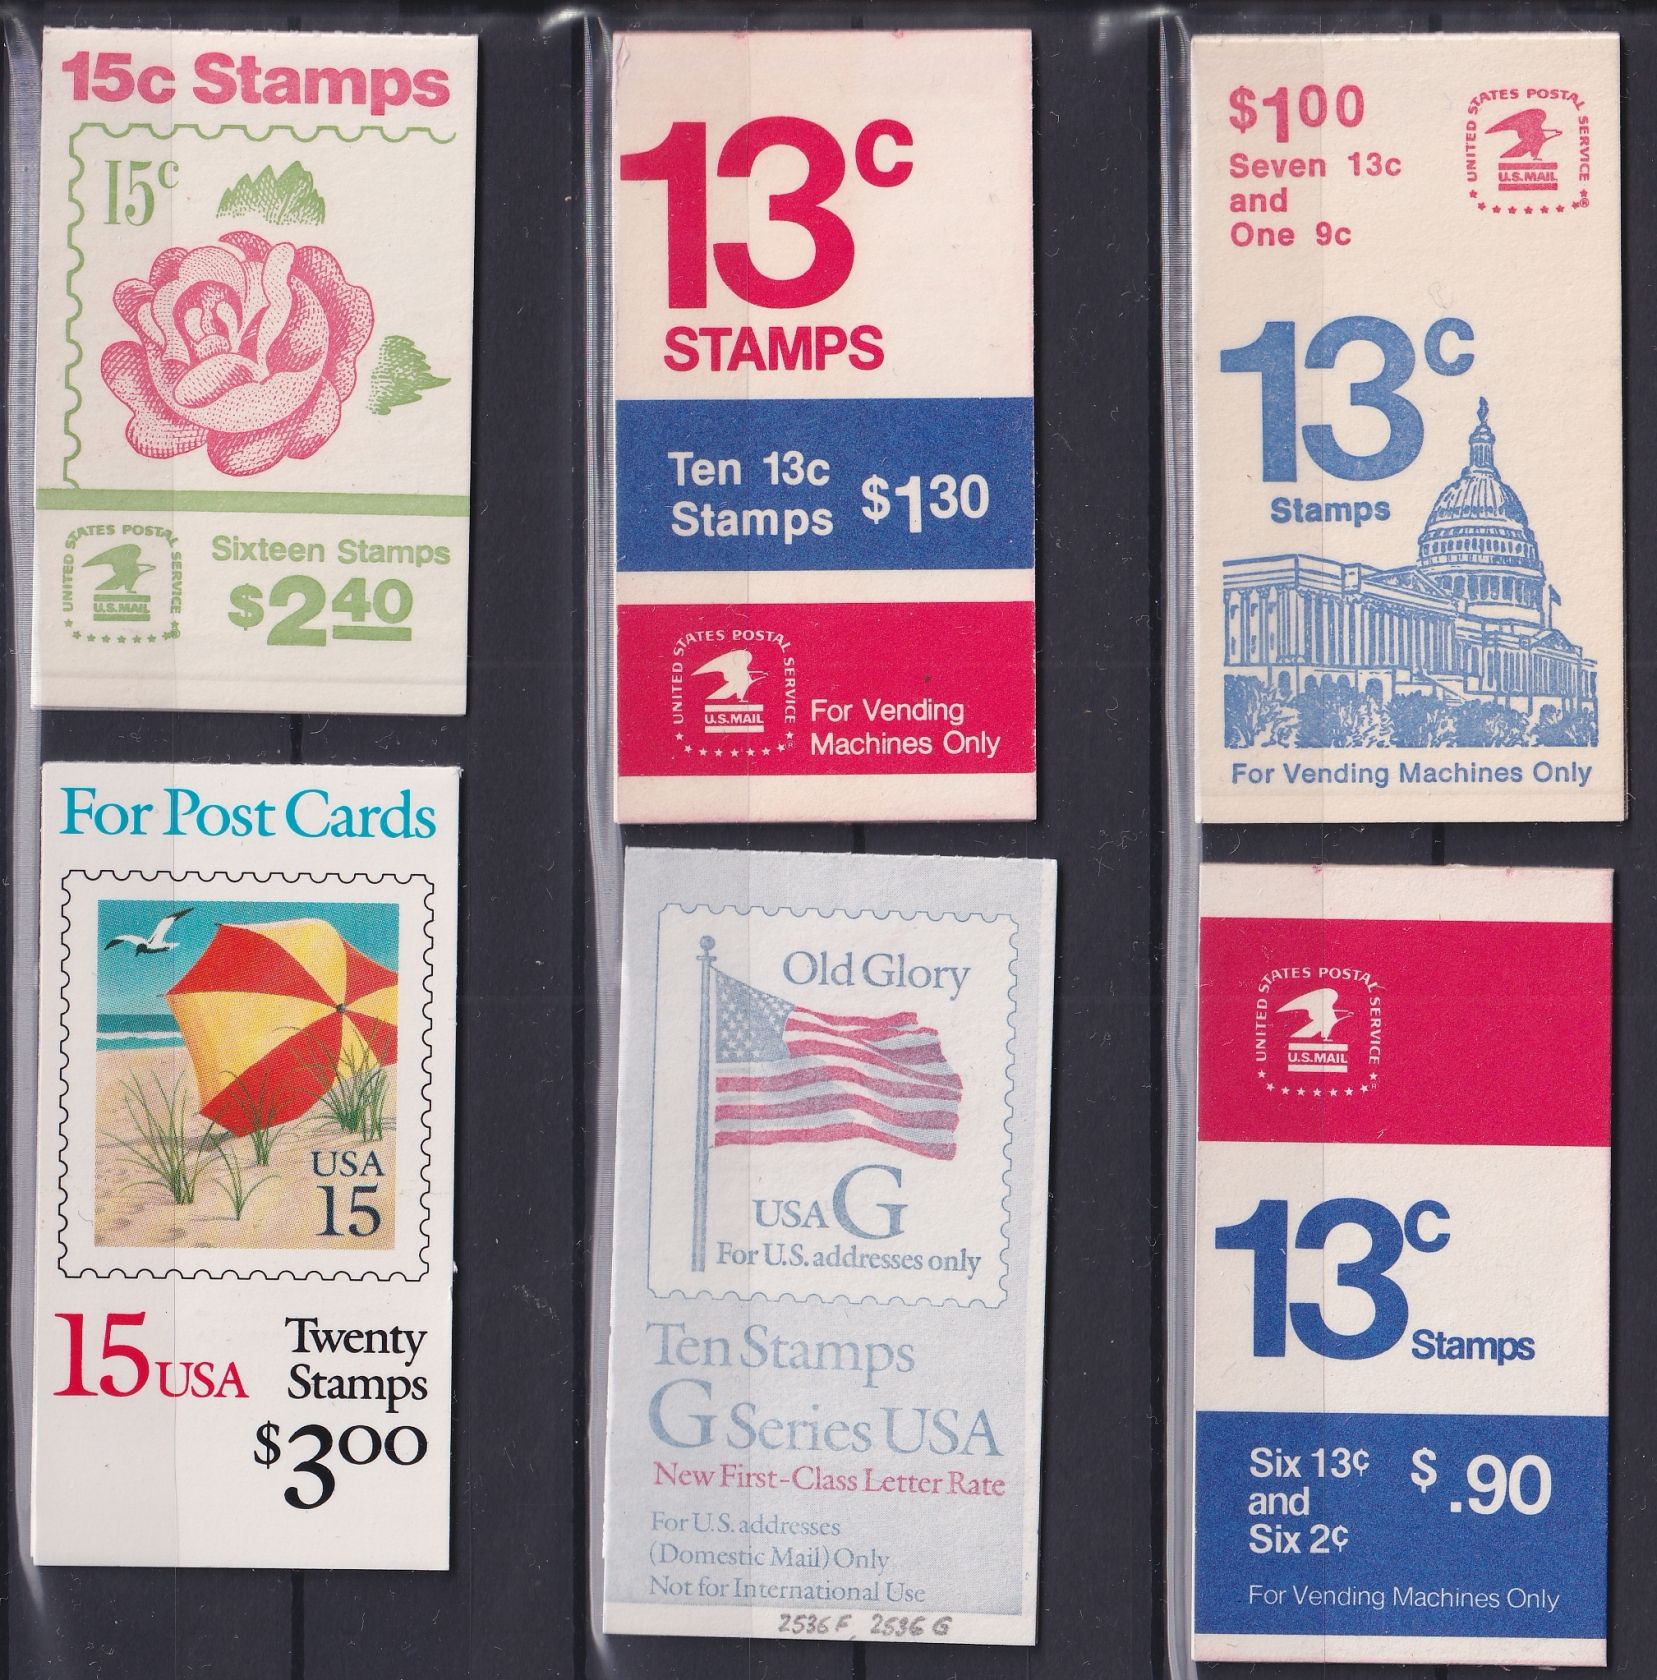 15c Stamps
15c
UNITED STATES POSTAL SERVICE
U.S.MAIL
®
Sixteen Stamps
$2.40
13c
STAMPS
Ten 13c
Stamps
$1.30
UNITED STATES POSTAL SERVICE
U.S.MAIL
®
For Vending
Machines Only
$1.00
Seven 13c
and
One 9c
UNITED STATES POSTAL SERVICE
U.S.MAIL
®
13c
Stamps
For Vending Machines Only
For Post Cards
USA
15
15 USA
Twenty
Stamps
$3.00
Old Glory
USA G
For U.S. addresses only
Ten Stamps
G Series USA
New First-Class Letter Rate
For U.S. addresses
(Domestic Mail) Only
Not for International Use
2536 F, 2536 G
UNITED STATES POSTAL SERVICE
U.S.MAIL
®
13c
Stamps
Six 13¢
and
Six 2¢
$.90
For Vending Machines Only